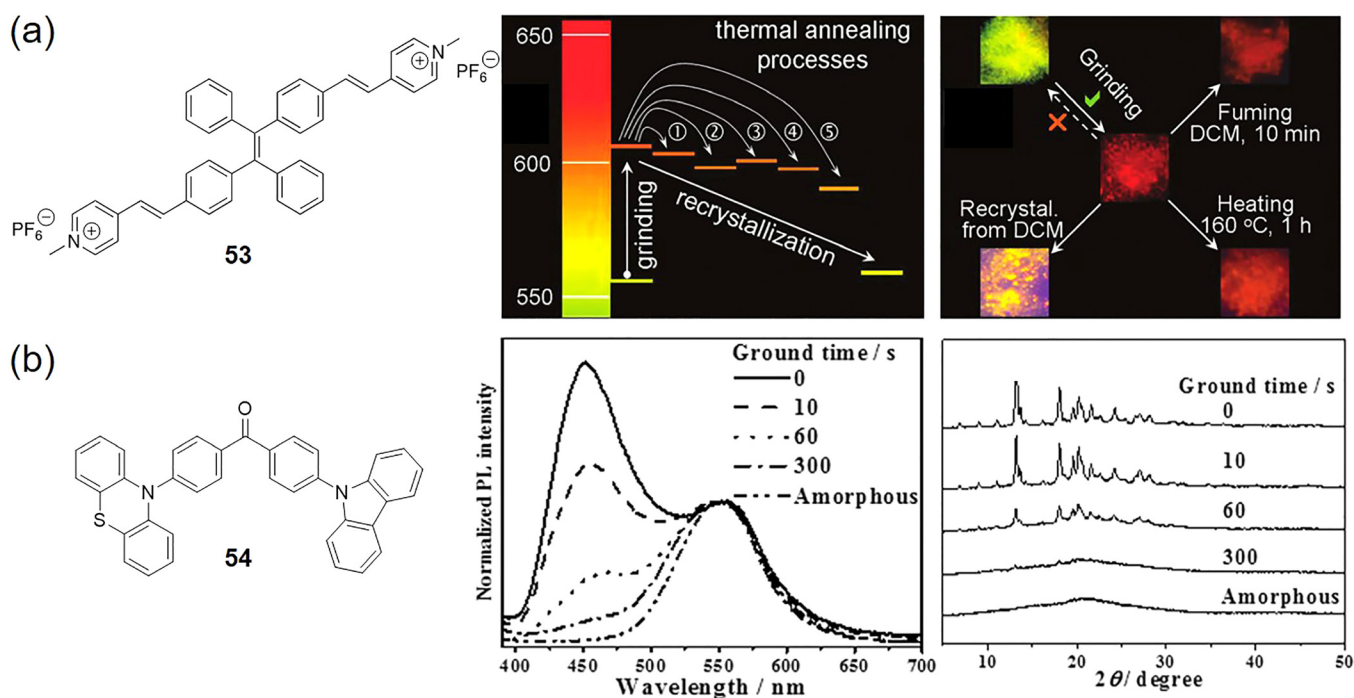 (a)
N
+
PF6−
PF6−
+
N
53
650
600
550
thermal annealing
processes
① ② ③ ④ ⑤
grinding
recrystallization
Grinding
Fuming
DCM, 10 min
Recrystal.
from DCM
Heating
160 °C, 1 h
(b)
O
N
N
S
54
Normalized PL intensity
Ground time / s
0
10
60
300
Amorphous
400 450 500 550 600 650 700
Wavelength / nm
Ground time / s
0
10
60
300
Amorphous
10 20 30 40 50
2θ/ degree